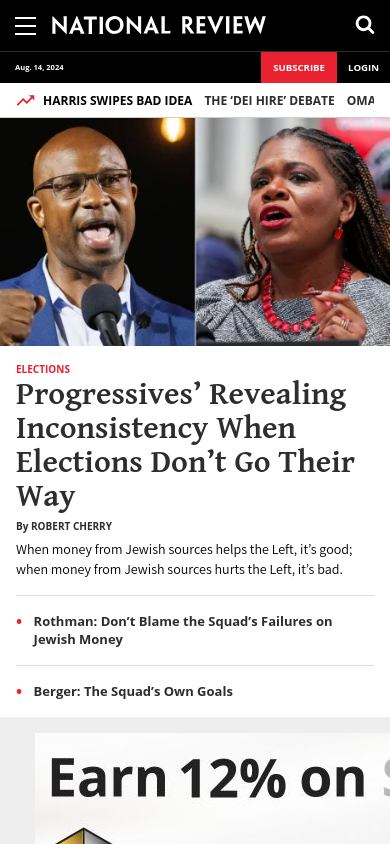 NATIONAL REVIEW
Aug. 14, 2024
SUBSCRIBE
LOGIN
HARRIS SWIPES BAD IDEA THE ‘DEI HIRE’ DEBATE OMA
ELECTIONS
Progressives’ Revealing
Inconsistency When
Elections Don’t Go Their
Way
By ROBERT CHERRY
When money from Jewish sources helps the Left, it’s good;
when money from Jewish sources hurts the Left, it’s bad.
• Rothman: Don’t Blame the Squad’s Failures on
Jewish Money
• Berger: The Squad’s Own Goals
Earn 12% on